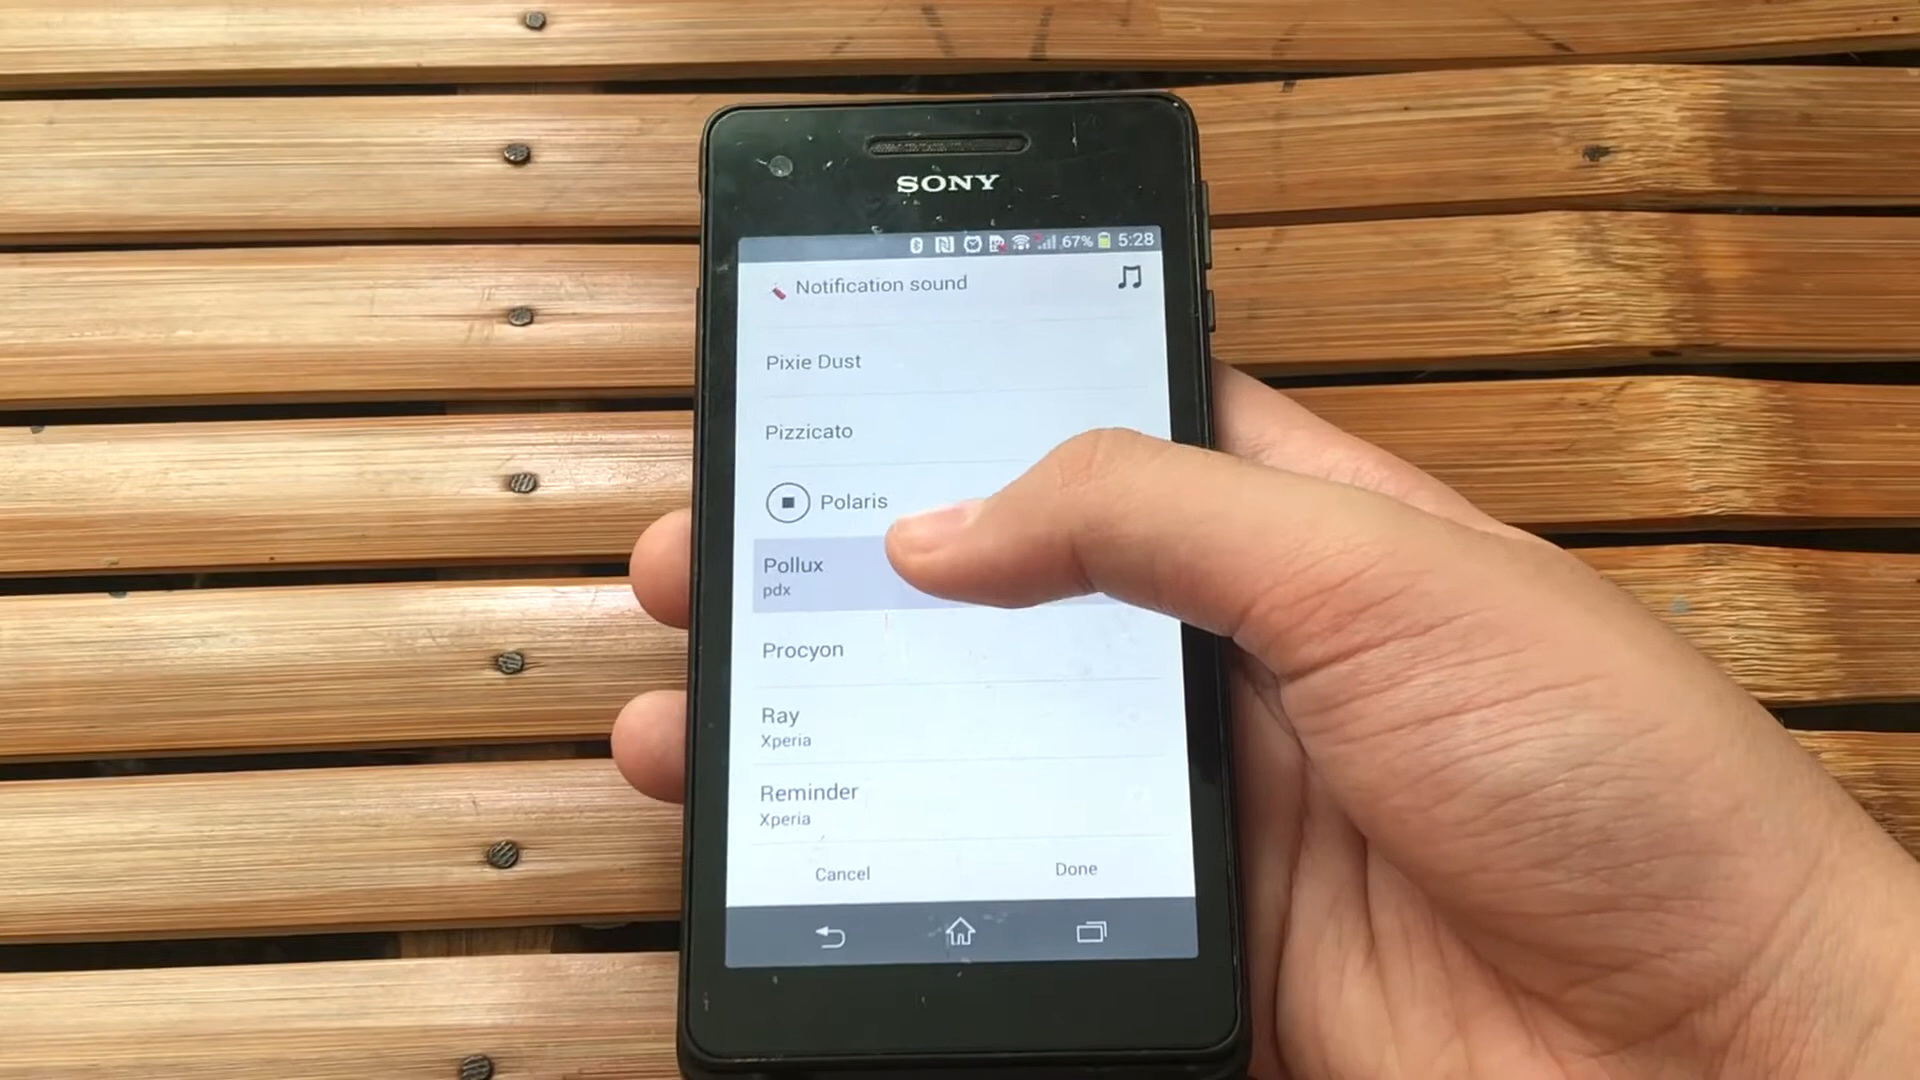 SONY
67% 5:28
Notification sound
Pixie Dust
Pizzicato
Polaris
Pollux
pdx
Procyon
Ray
Xperia
Reminder
Xperia
Cancel
Done